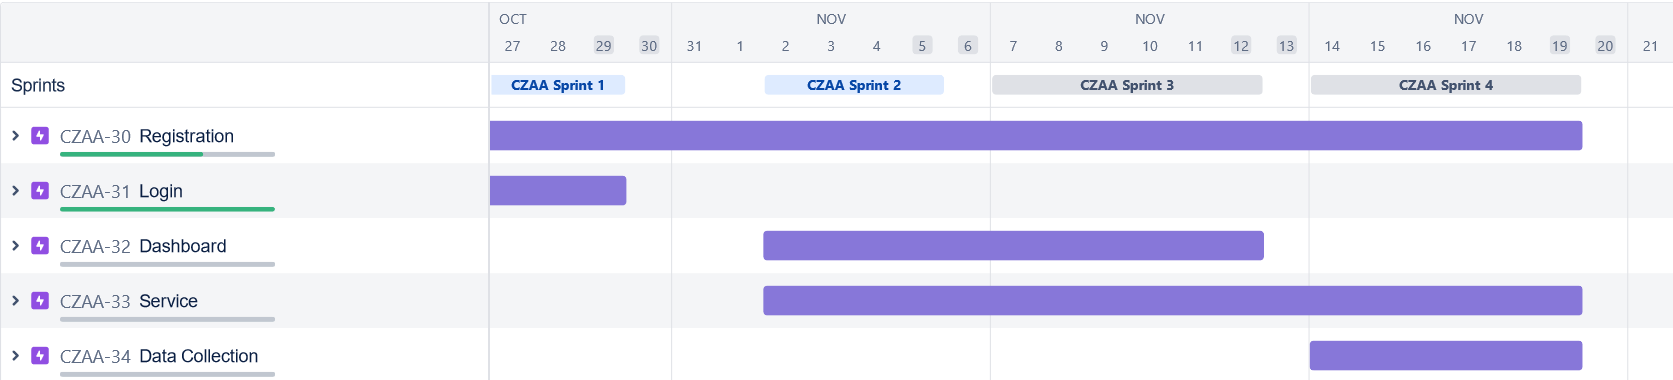 OCT NOV NOV NOV
27 28 29 30 31 1 2 3 4 5 6 7 8 9 10 11 12 13 14 15 16 17 18 19 20 21
Sprints CZAA Sprint 1 CZAA Sprint 2 CZAA Sprint 3 CZAA Sprint 4
CZAA-30 Registration
CZAA-31 Login
CZAA-32 Dashboard
CZAA-33 Service
CZAA-34 Data Collection